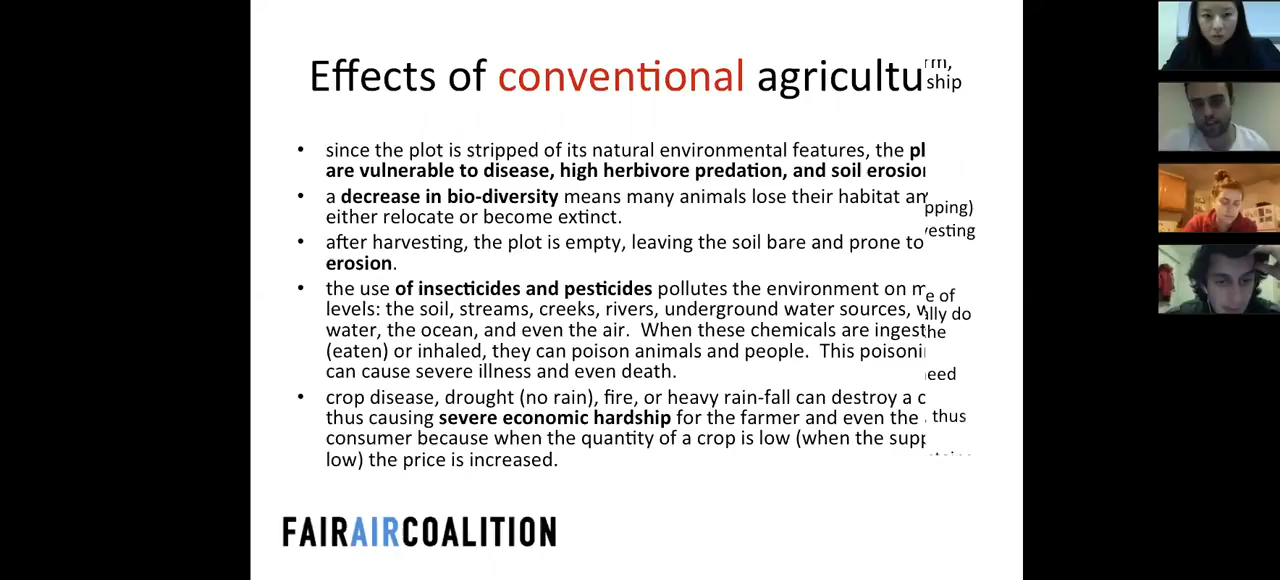 Effects of conventional agricultu
rm,
ship
• since the plot is stripped of its natural environmental features, the pl
are vulnerable to disease, high herbivore predation, and soil erosion
• a decrease in bio-diversity means many animals lose their habitat an
pping)
either relocate or become extinct.
vesting
• after harvesting, the plot is empty, leaving the soil bare and prone to
erosion.
• the use of insecticides and pesticides pollutes the environment on m
e of
levels: the soil, streams, creeks, rivers, underground water sources, w
ally do
water, the ocean, and even the air. When these chemicals are ingest
he
(eaten) or inhaled, they can poison animals and people. This poisoni
can cause severe illness and even death.
eed
• crop disease, drought (no rain), fire, or heavy rain-fall can destroy a c
thus causing severe economic hardship for the farmer and even the
thus
consumer because when the quantity of a crop is low (when the supp
low) the price is increased.
FAIRAIRCOALITION